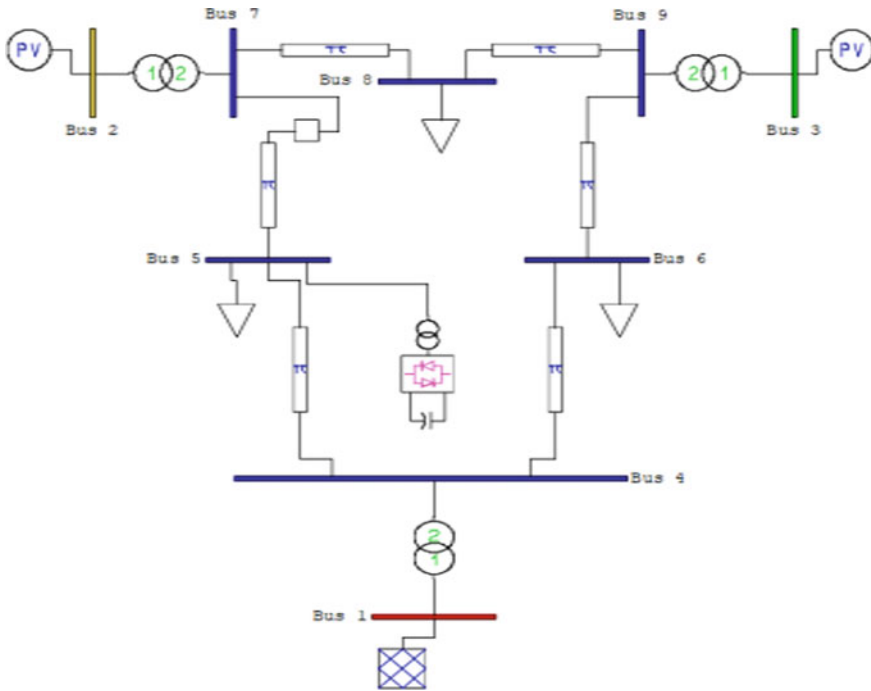 Bus 7
Bus 9
PV
1 2
π
π
2 1
PV
Bus 8
Bus 2
Bus 3
π
π
Bus 5
Bus 6
π
π
Bus 4
2
1
Bus 1